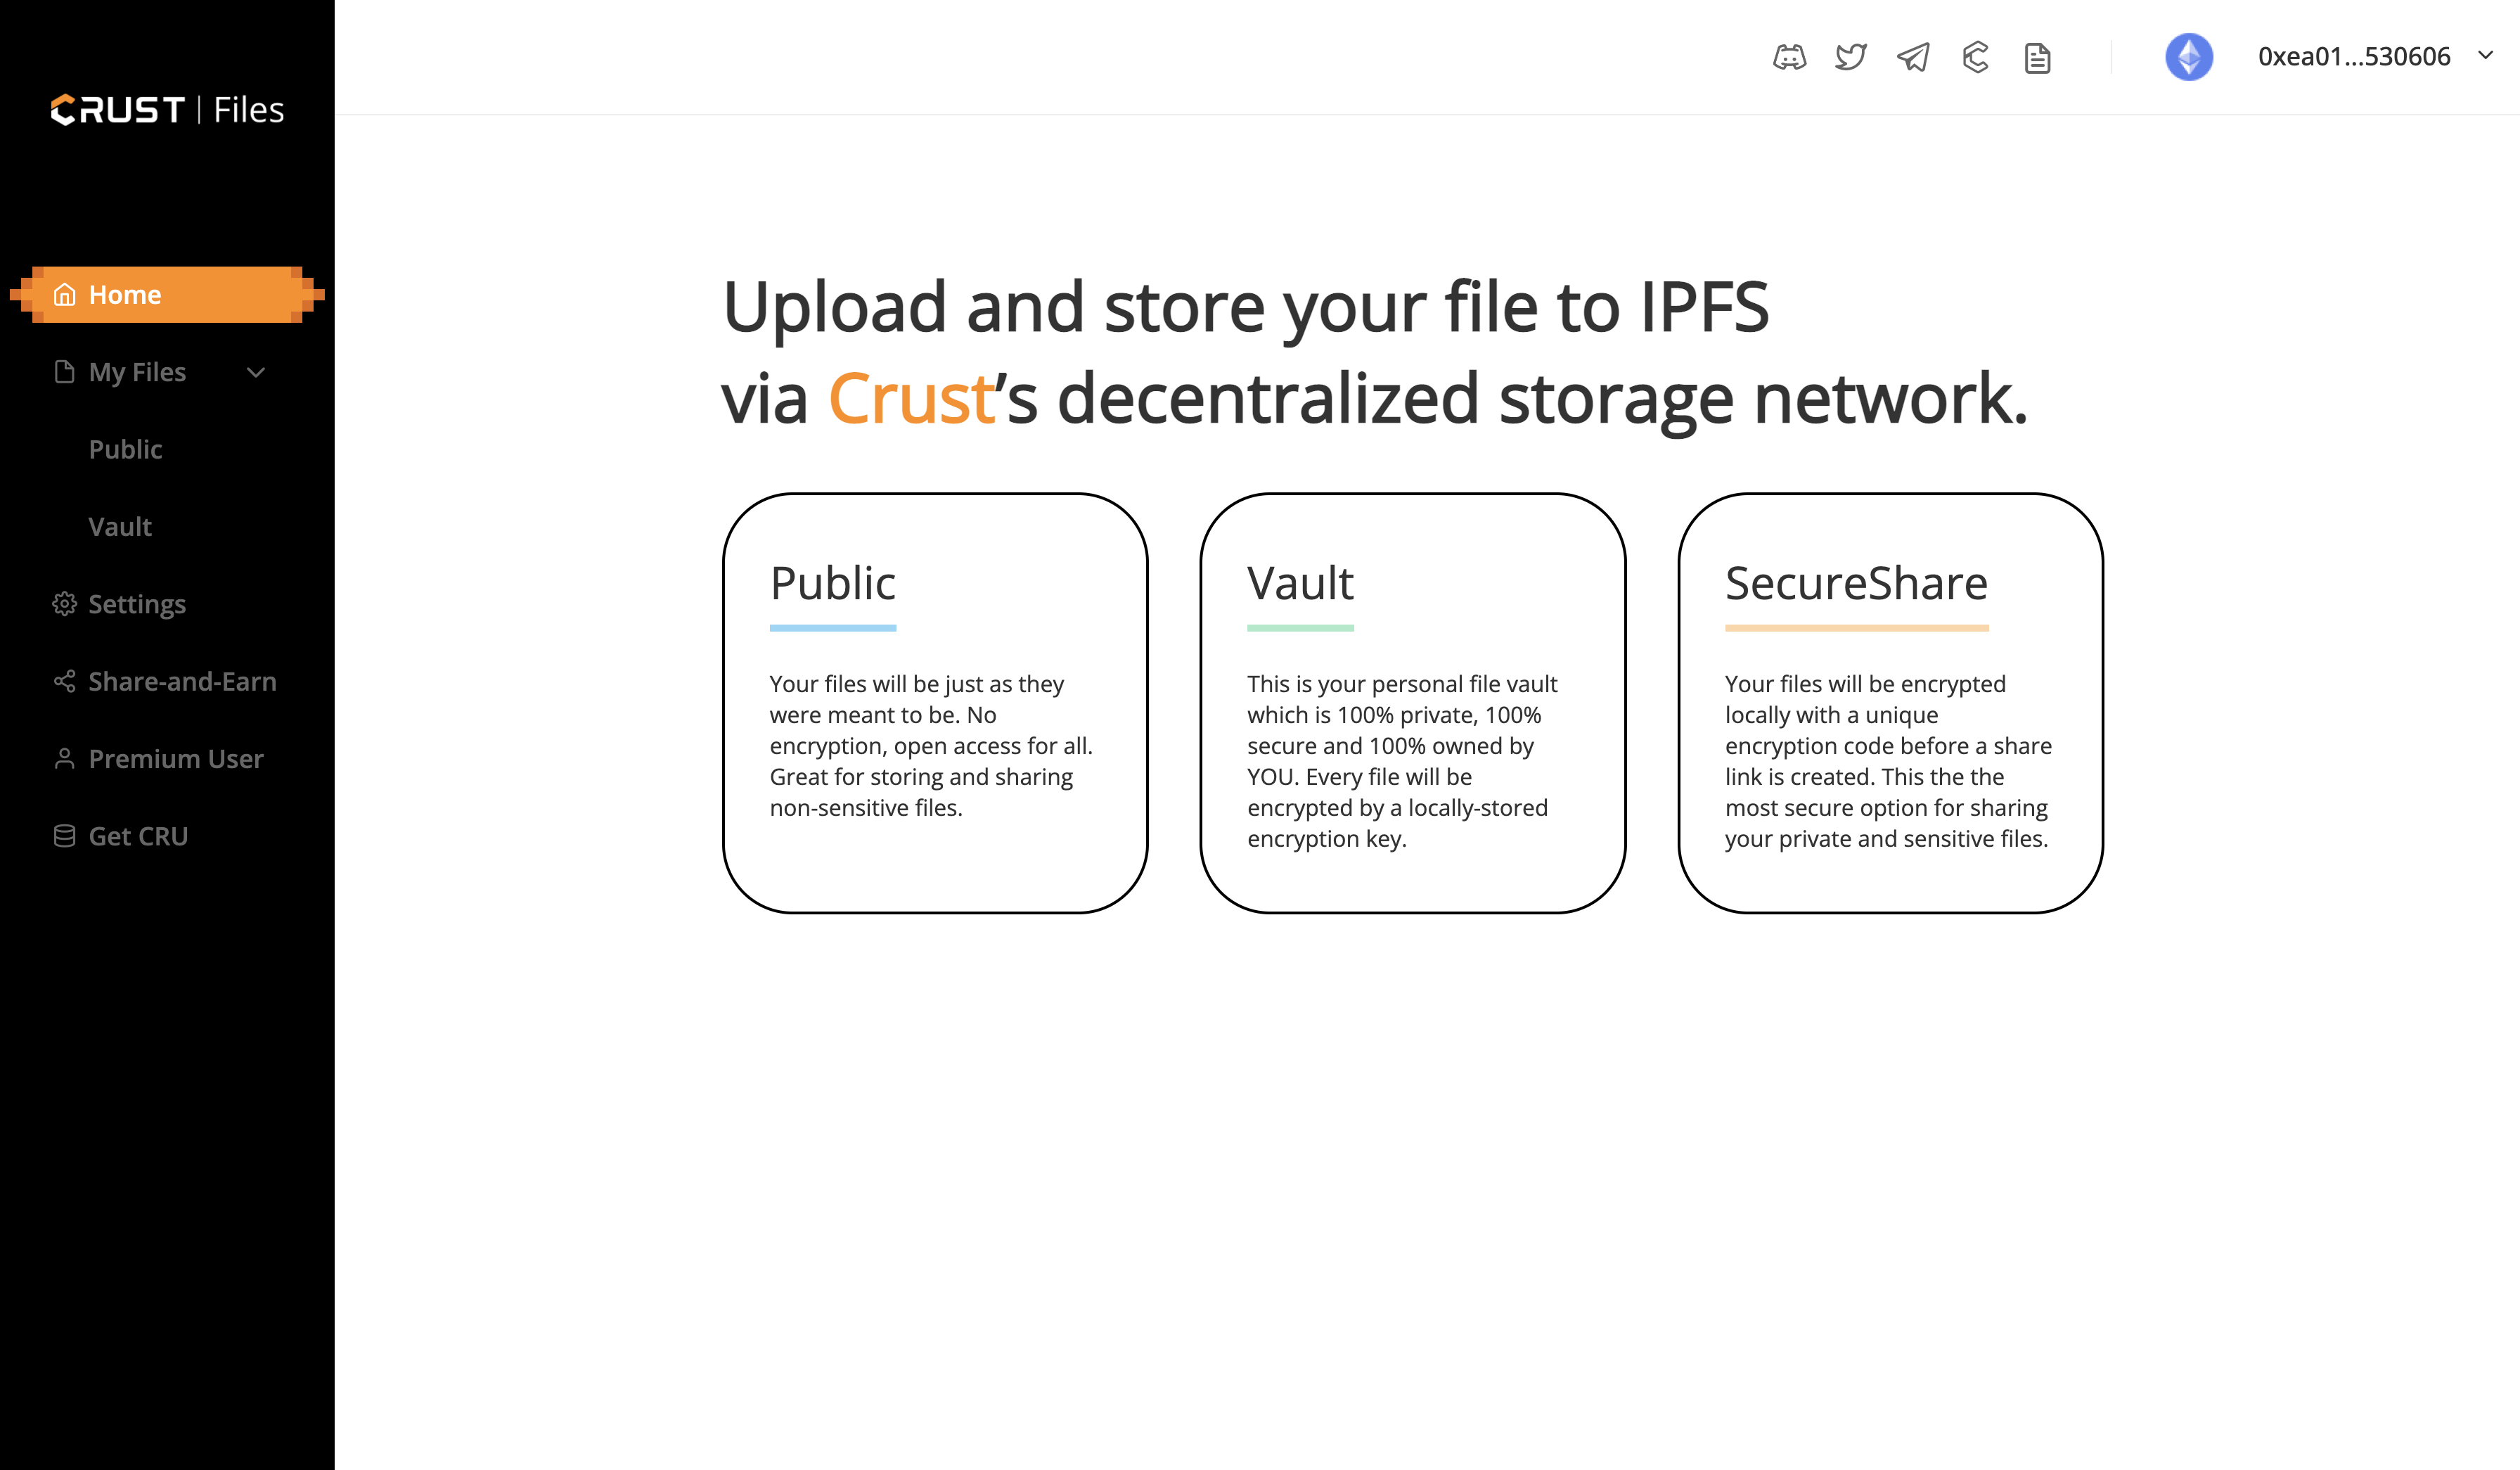 CRUST | Files
0xea01...530606
Home
My Files
Public
Vault
Settings
Share-and-Earn
Premium User
Get CRU
Upload and store your file to IPFS
via Crust’s decentralized storage network.
Public
Your files will be just as they
were meant to be. No
encryption, open access for all.
Great for storing and sharing
non-sensitive files.
Vault
This is your personal file vault
which is 100% private, 100%
secure and 100% owned by
YOU. Every file will be
encrypted by a locally-stored
encryption key.
SecureShare
Your files will be encrypted
locally with a unique
encryption code before a share
link is created. This the the
most secure option for sharing
your private and sensitive files.